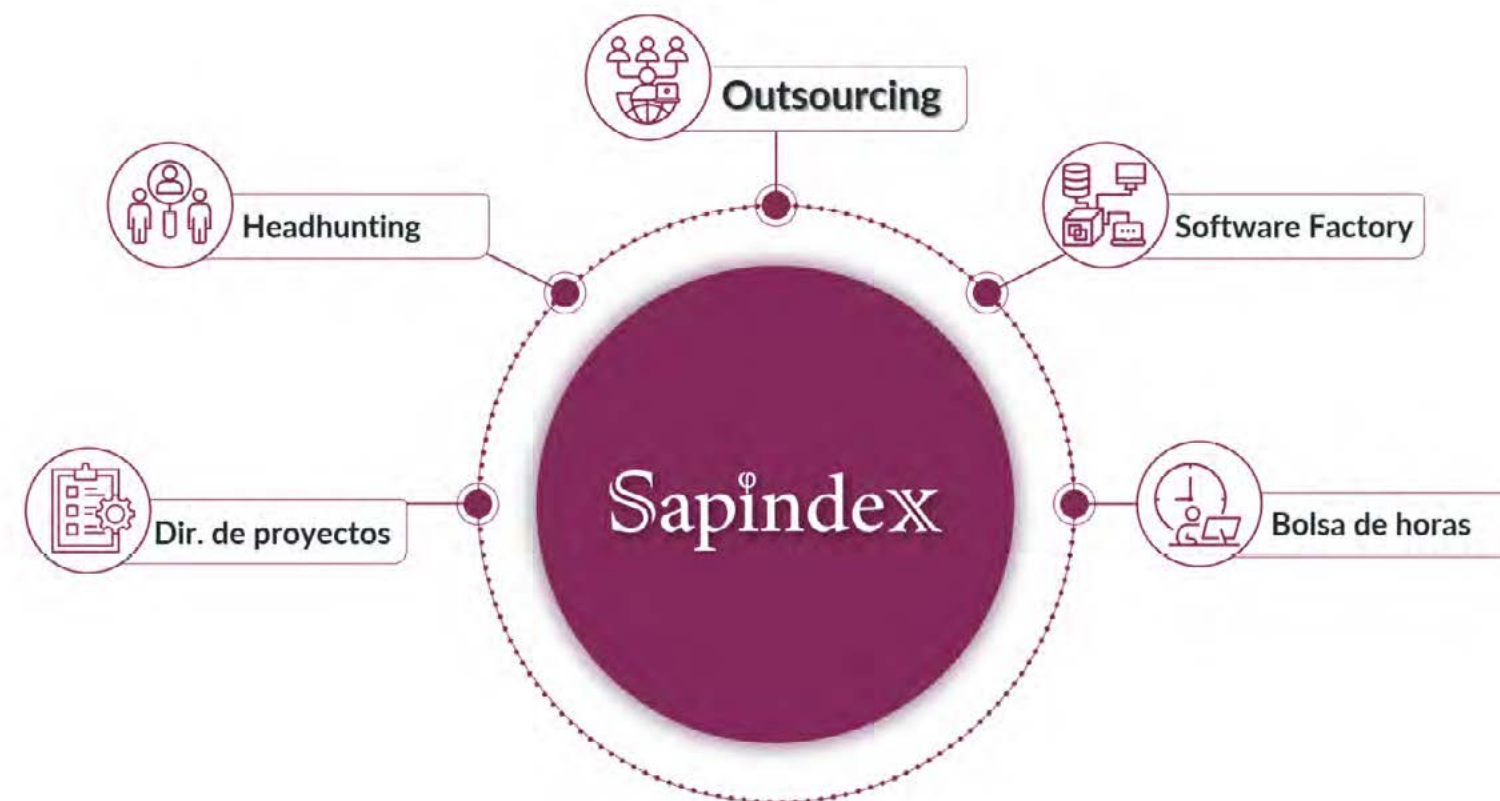 Outsourcing
Headhunting
Software Factory
Sapindex
Dir. de proyectos
Bolsa de horas